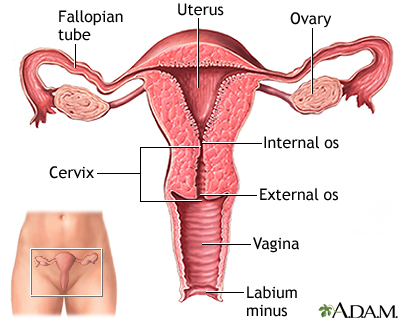 Fallopian
tube
Uterus
Ovary
Internal os
Cervix
External os
Vagina
Labium
minus
A.D.A.M.